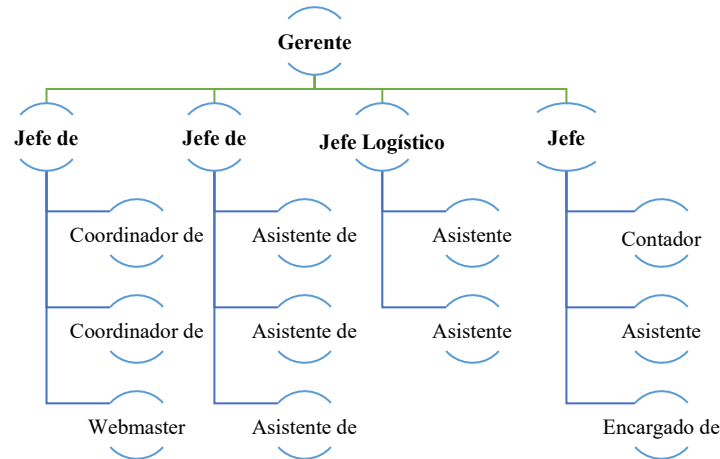 Gerente
Jefe de
Jefe de
Jefe Logístico
Jefe
Coordinador de
Asistente de
Asistente
Contador
Coordinador de
Asistente de
Asistente
Asistente
Webmaster
Asistente de
Encargado de